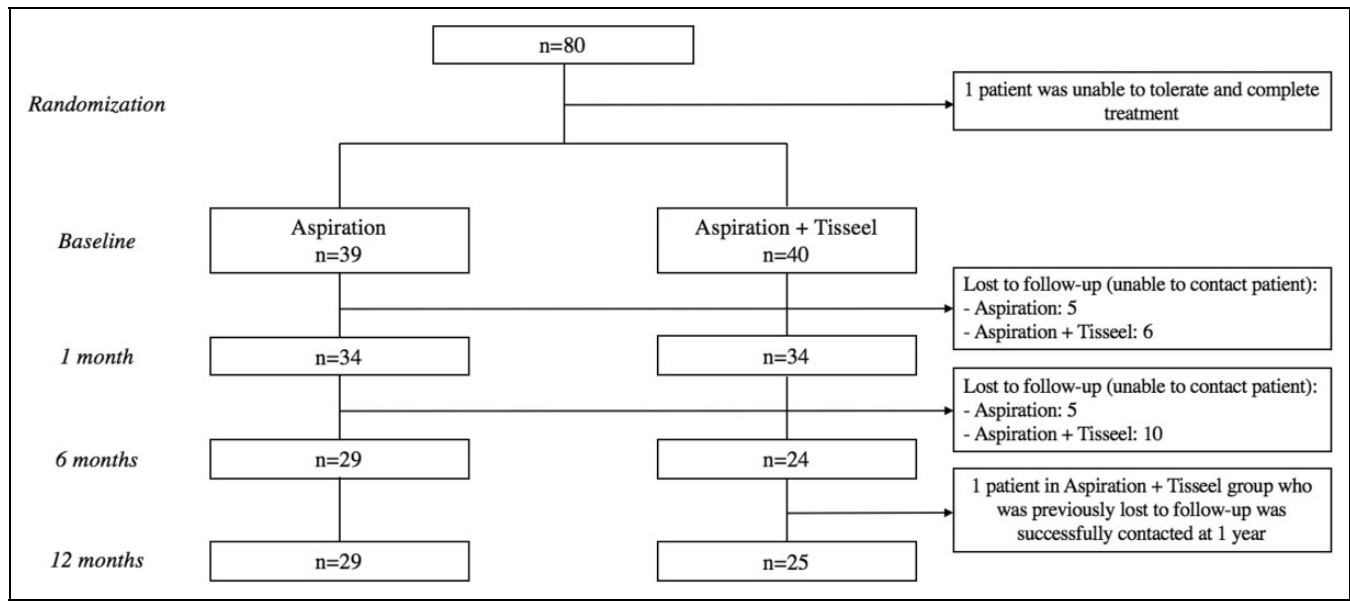 n=80
Randomization
1 patient was unable to tolerate and complete
treatment
Baseline
Aspiration
n=39
Aspiration + Tisseel
n=40
Lost to follow-up (unable to contact patient):
- Aspiration: 5
- Aspiration + Tisseel: 6
1 month
n=34
n=34
Lost to follow-up (unable to contact patient):
- Aspiration: 5
- Aspiration + Tisseel: 10
6 months
n=29
n=24
1 patient in Aspiration + Tisseel group who
was previously lost to follow-up was
successfully contacted at 1 year
12 months
n=29
n=25